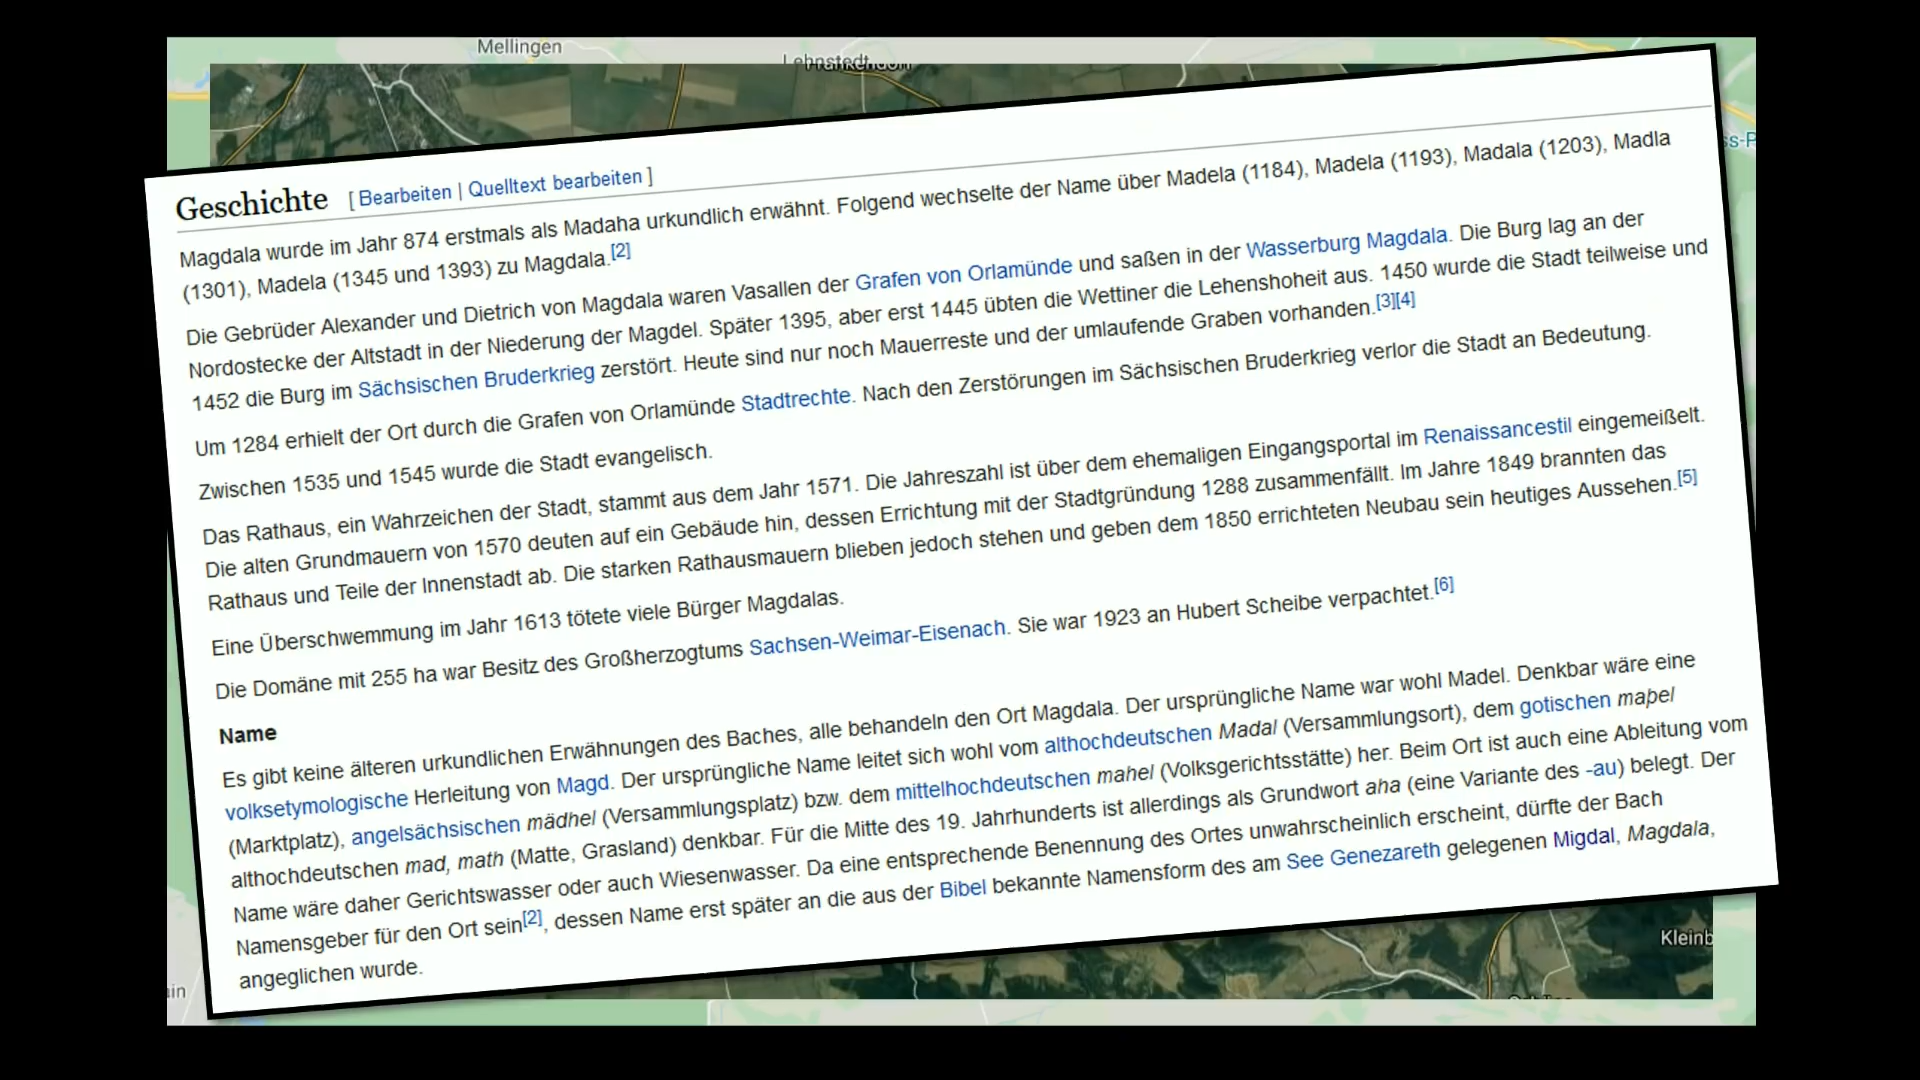 Mellingen
Lehnstedt
Frankendorf
ss-P
Geschichte [ Bearbeiten | Quelltext bearbeiten ]
Magdala wurde im Jahr 874 erstmals als Madaha urkundlich erwähnt. Folgend wechselte der Name über Madela (1184), Madela (1193), Madala (1203), Madla
(1301), Madela (1345 und 1393) zu Magdala.[2]
Die Gebrüder Alexander und Dietrich von Magdala waren Vasallen der Grafen von Orlamünde und saßen in der Wasserburg Magdala. Die Burg lag an der
Nordostecke der Altstadt in der Niederung der Magdel. Später 1395, aber erst 1445 übten die Wettiner die Lehenshoheit aus. 1450 wurde die Stadt teilweise und
1452 die Burg im Sächsischen Bruderkrieg zerstört. Heute sind nur noch Mauerreste und der umlaufende Graben vorhanden.[3][4]
Um 1284 erhielt der Ort durch die Grafen von Orlamünde Stadtrechte. Nach den Zerstörungen im Sächsischen Bruderkrieg verlor die Stadt an Bedeutung.
Zwischen 1535 und 1545 wurde die Stadt evangelisch.
Das Rathaus, ein Wahrzeichen der Stadt, stammt aus dem Jahr 1571. Die Jahreszahl ist über dem ehemaligen Eingangsportal im Renaissancestil eingemeißelt.
Die alten Grundmauern von 1570 deuten auf ein Gebäude hin, dessen Errichtung mit der Stadtgründung 1288 zusammenfällt. Im Jahre 1849 brannten das
Rathaus und Teile der Innenstadt ab. Die starken Rathausmauern blieben jedoch stehen und geben dem 1850 errichteten Neubau sein heutiges Aussehen.[5]
Eine Überschwemmung im Jahr 1613 tötete viele Bürger Magdalas.
Die Domäne mit 255 ha war Besitz des Großherzogtums Sachsen-Weimar-Eisenach. Sie war 1923 an Hubert Scheibe verpachtet.[6]
Name
Es gibt keine älteren urkundlichen Erwähnungen des Baches, alle behandeln den Ort Magdala. Der ursprüngliche Name war wohl Madel. Denkbar wäre eine
volksetymologische Herleitung von Magd. Der ursprüngliche Name leitet sich wohl vom althochdeutschen Madal (Versammlungsort), dem gotischen maþel
(Marktplatz), angelsächsischen mädhel (Versammlungsplatz) bzw. dem mittelhochdeutschen mahel (Volksgerichtsstätte) her. Beim Ort ist auch eine Ableitung vom
althochdeutschen mad, math (Matte, Grasland) denkbar. Für die Mitte des 19. Jahrhunderts ist allerdings als Grundwort aha (eine Variante des -au) belegt. Der
Name wäre daher Gerichtswasser oder auch Wiesenwasser. Da eine entsprechende Benennung des Ortes unwahrscheinlich erscheint, dürfte der Bach
Namensgeber für den Ort sein[2], dessen Name erst später an die aus der Bibel bekannte Namensform des am See Genezareth gelegenen Migdal, Magdala,
angeglichen wurde.
Kleinb